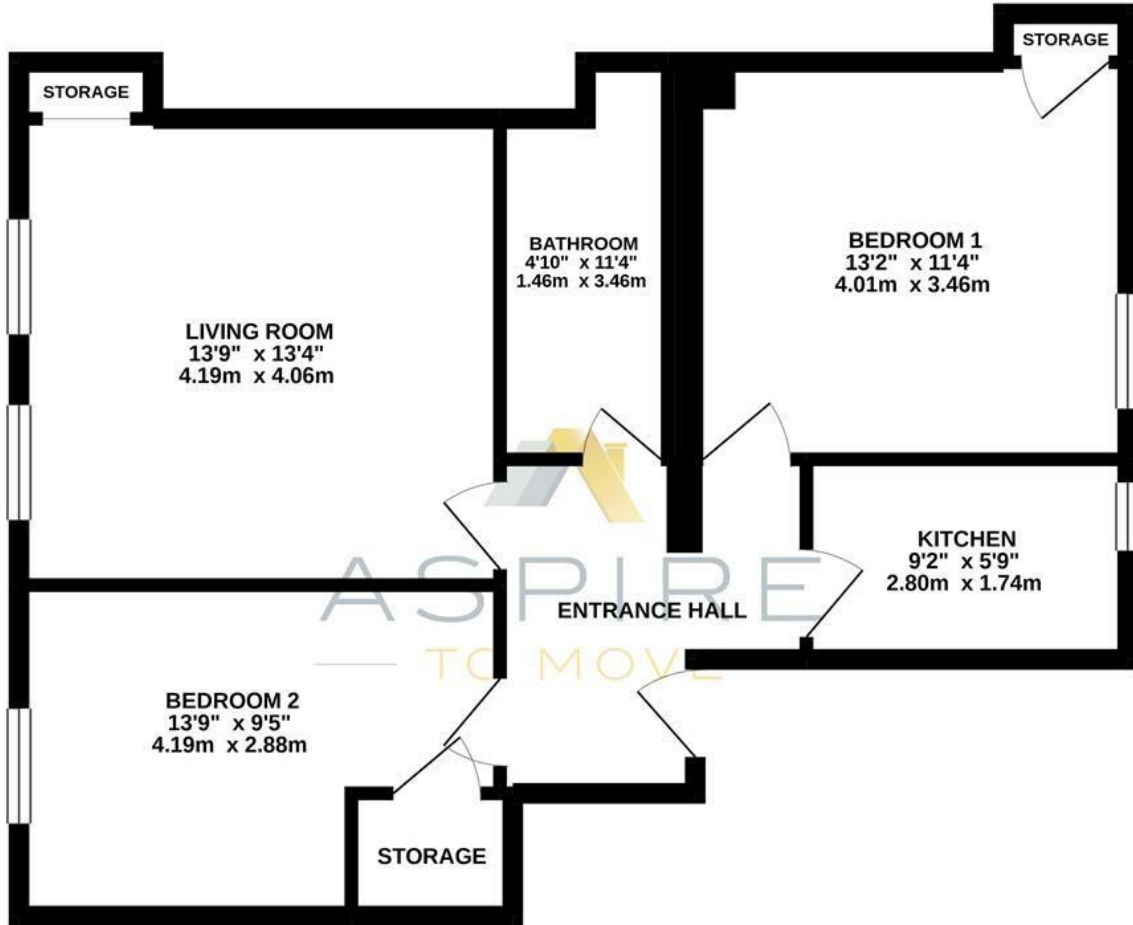 STORAGE
STORAGE
BATHROOM
4'10" x 11'4"
1.46m x 3.46m
BEDROOM 1
13'2" x 11'4"
4.01m x 3.46m
LIVING ROOM
13'9" x 13'4"
4.19m x 4.06m
KITCHEN
9'2" x 5'9"
2.80m x 1.74m
ASPIRE
TO MOVE
ENTRANCE HALL
BEDROOM 2
13'9" x 9'5"
4.19m x 2.88m
STORAGE